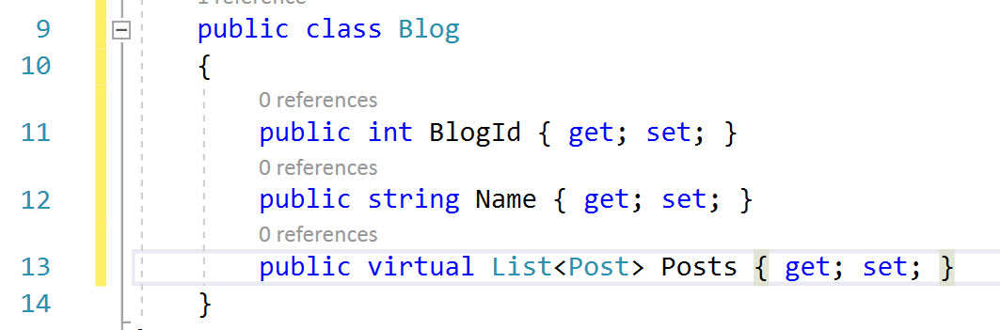 1 reference
9 public class Blog
10 {
0 references
11 public int BlogId { get; set; }
0 references
12 public string Name { get; set; }
0 references
13 public virtual List<Post> Posts { get; set; }
14 }